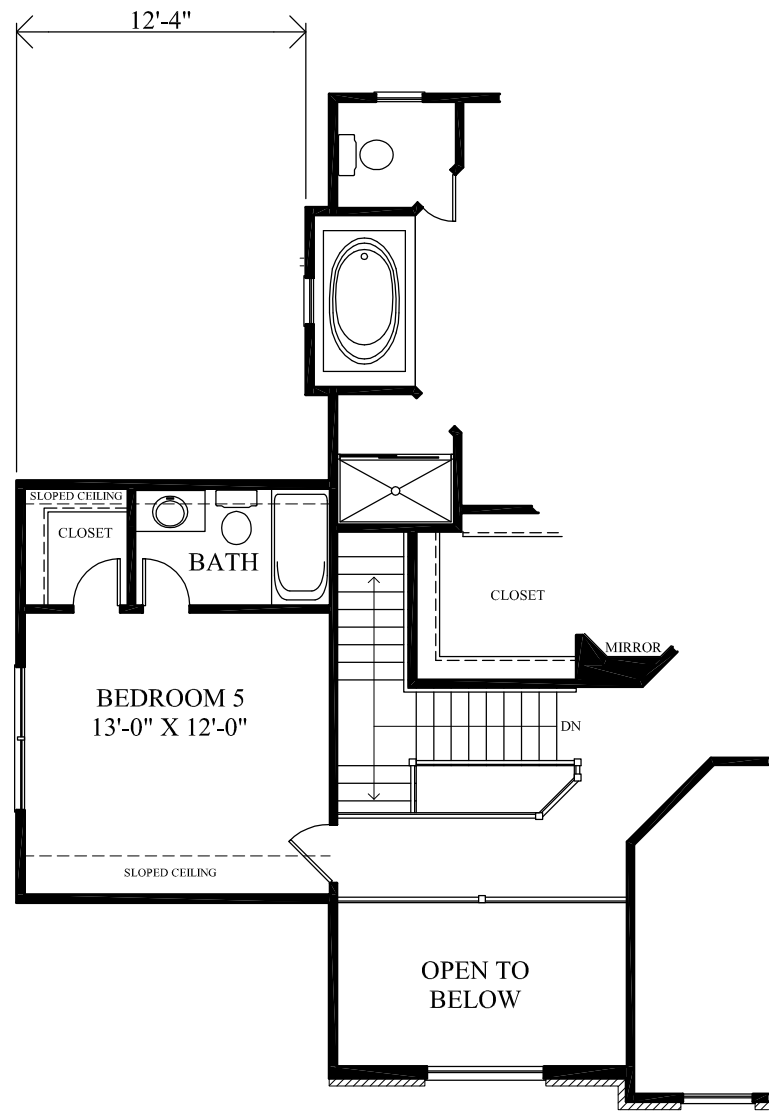 12'-4"
SLOPED CEILING
CLOSET
BATH
CLOSET
MIRROR
BEDROOM 5
13'-0" X 12'-0"
DN
SLOPED CEILING
OPEN TO
BELOW